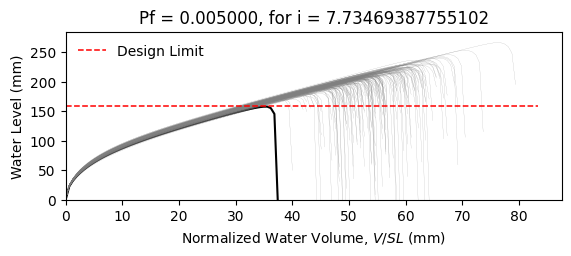 Pf = 0.005000, for i = 7.73469387755102
Design Limit
Water Level (mm)
250
200
150
100
50
0
0 10 20 30 40 50 60 70 80
Normalized Water Volume, V/SL (mm)